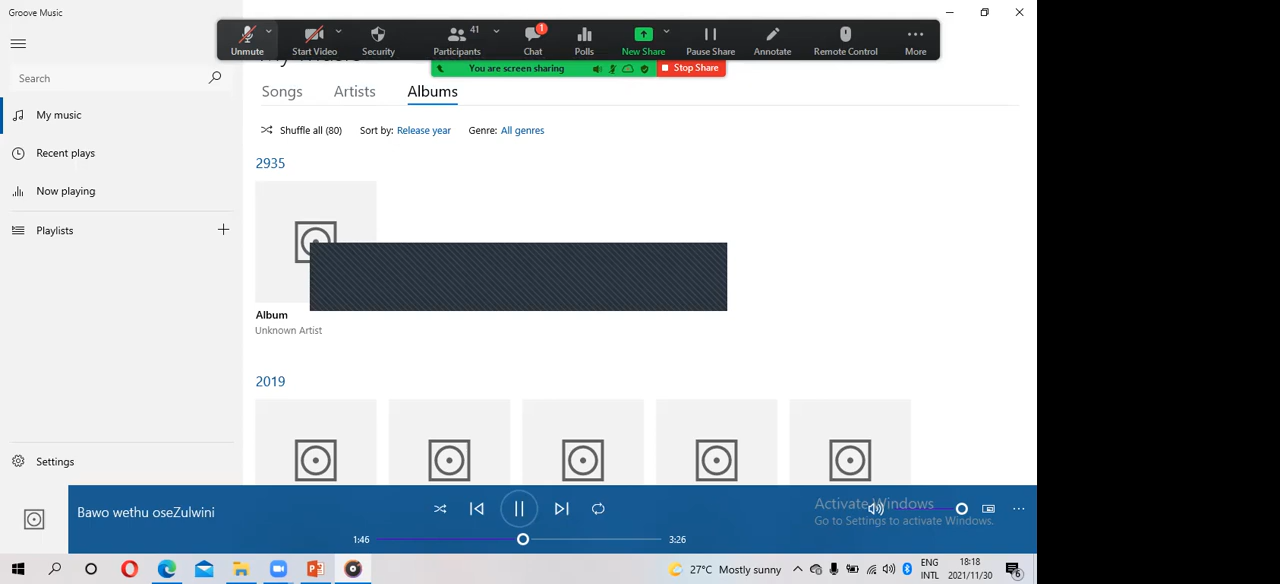 Groove Music
Unmute
Start Video
Security
Participants
41
Chat
1
Polls
New Share
Pause Share
Annotate
Remote Control
More
You are screen sharing
Stop Share
Search
My music
Recent plays
Now playing
Playlists
Settings
Songs
Artists
Albums
Shuffle all (80)
Sort by: Release year
Genre: All genres
2935
Album
Unknown Artist
2019
Bawo wethu oseZulwini
1:46
3:26
Activate Windows
Go to Settings to activate Windows.
27°C Mostly sunny
ENG
INTL
18:18
2021/11/30
6